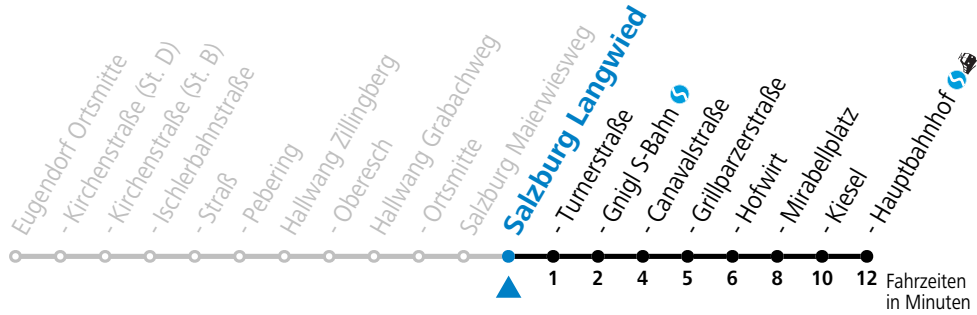 Eugendorf Ortsmitte
- Kirchenstraße (St. D)
- Kirchenstraße (St. B)
- Ischlerbahnstraße
- Straß
- Pebering
Hallwang Zillingberg
- Oberesch
Hallwang Grabachweg
- Ortsmitte
Salzburg Maierwiesweg
Salzburg Langwied
- Turnerstraße
- Gnigl S-Bahn
- Canavalstraße
- Grillparzerstraße
- Hofwirt
- Mirabellplatz
- Kiesel
- Hauptbahnhof
1 2 4 5 6 8 10 12 Fahrzeiten
in Minuten